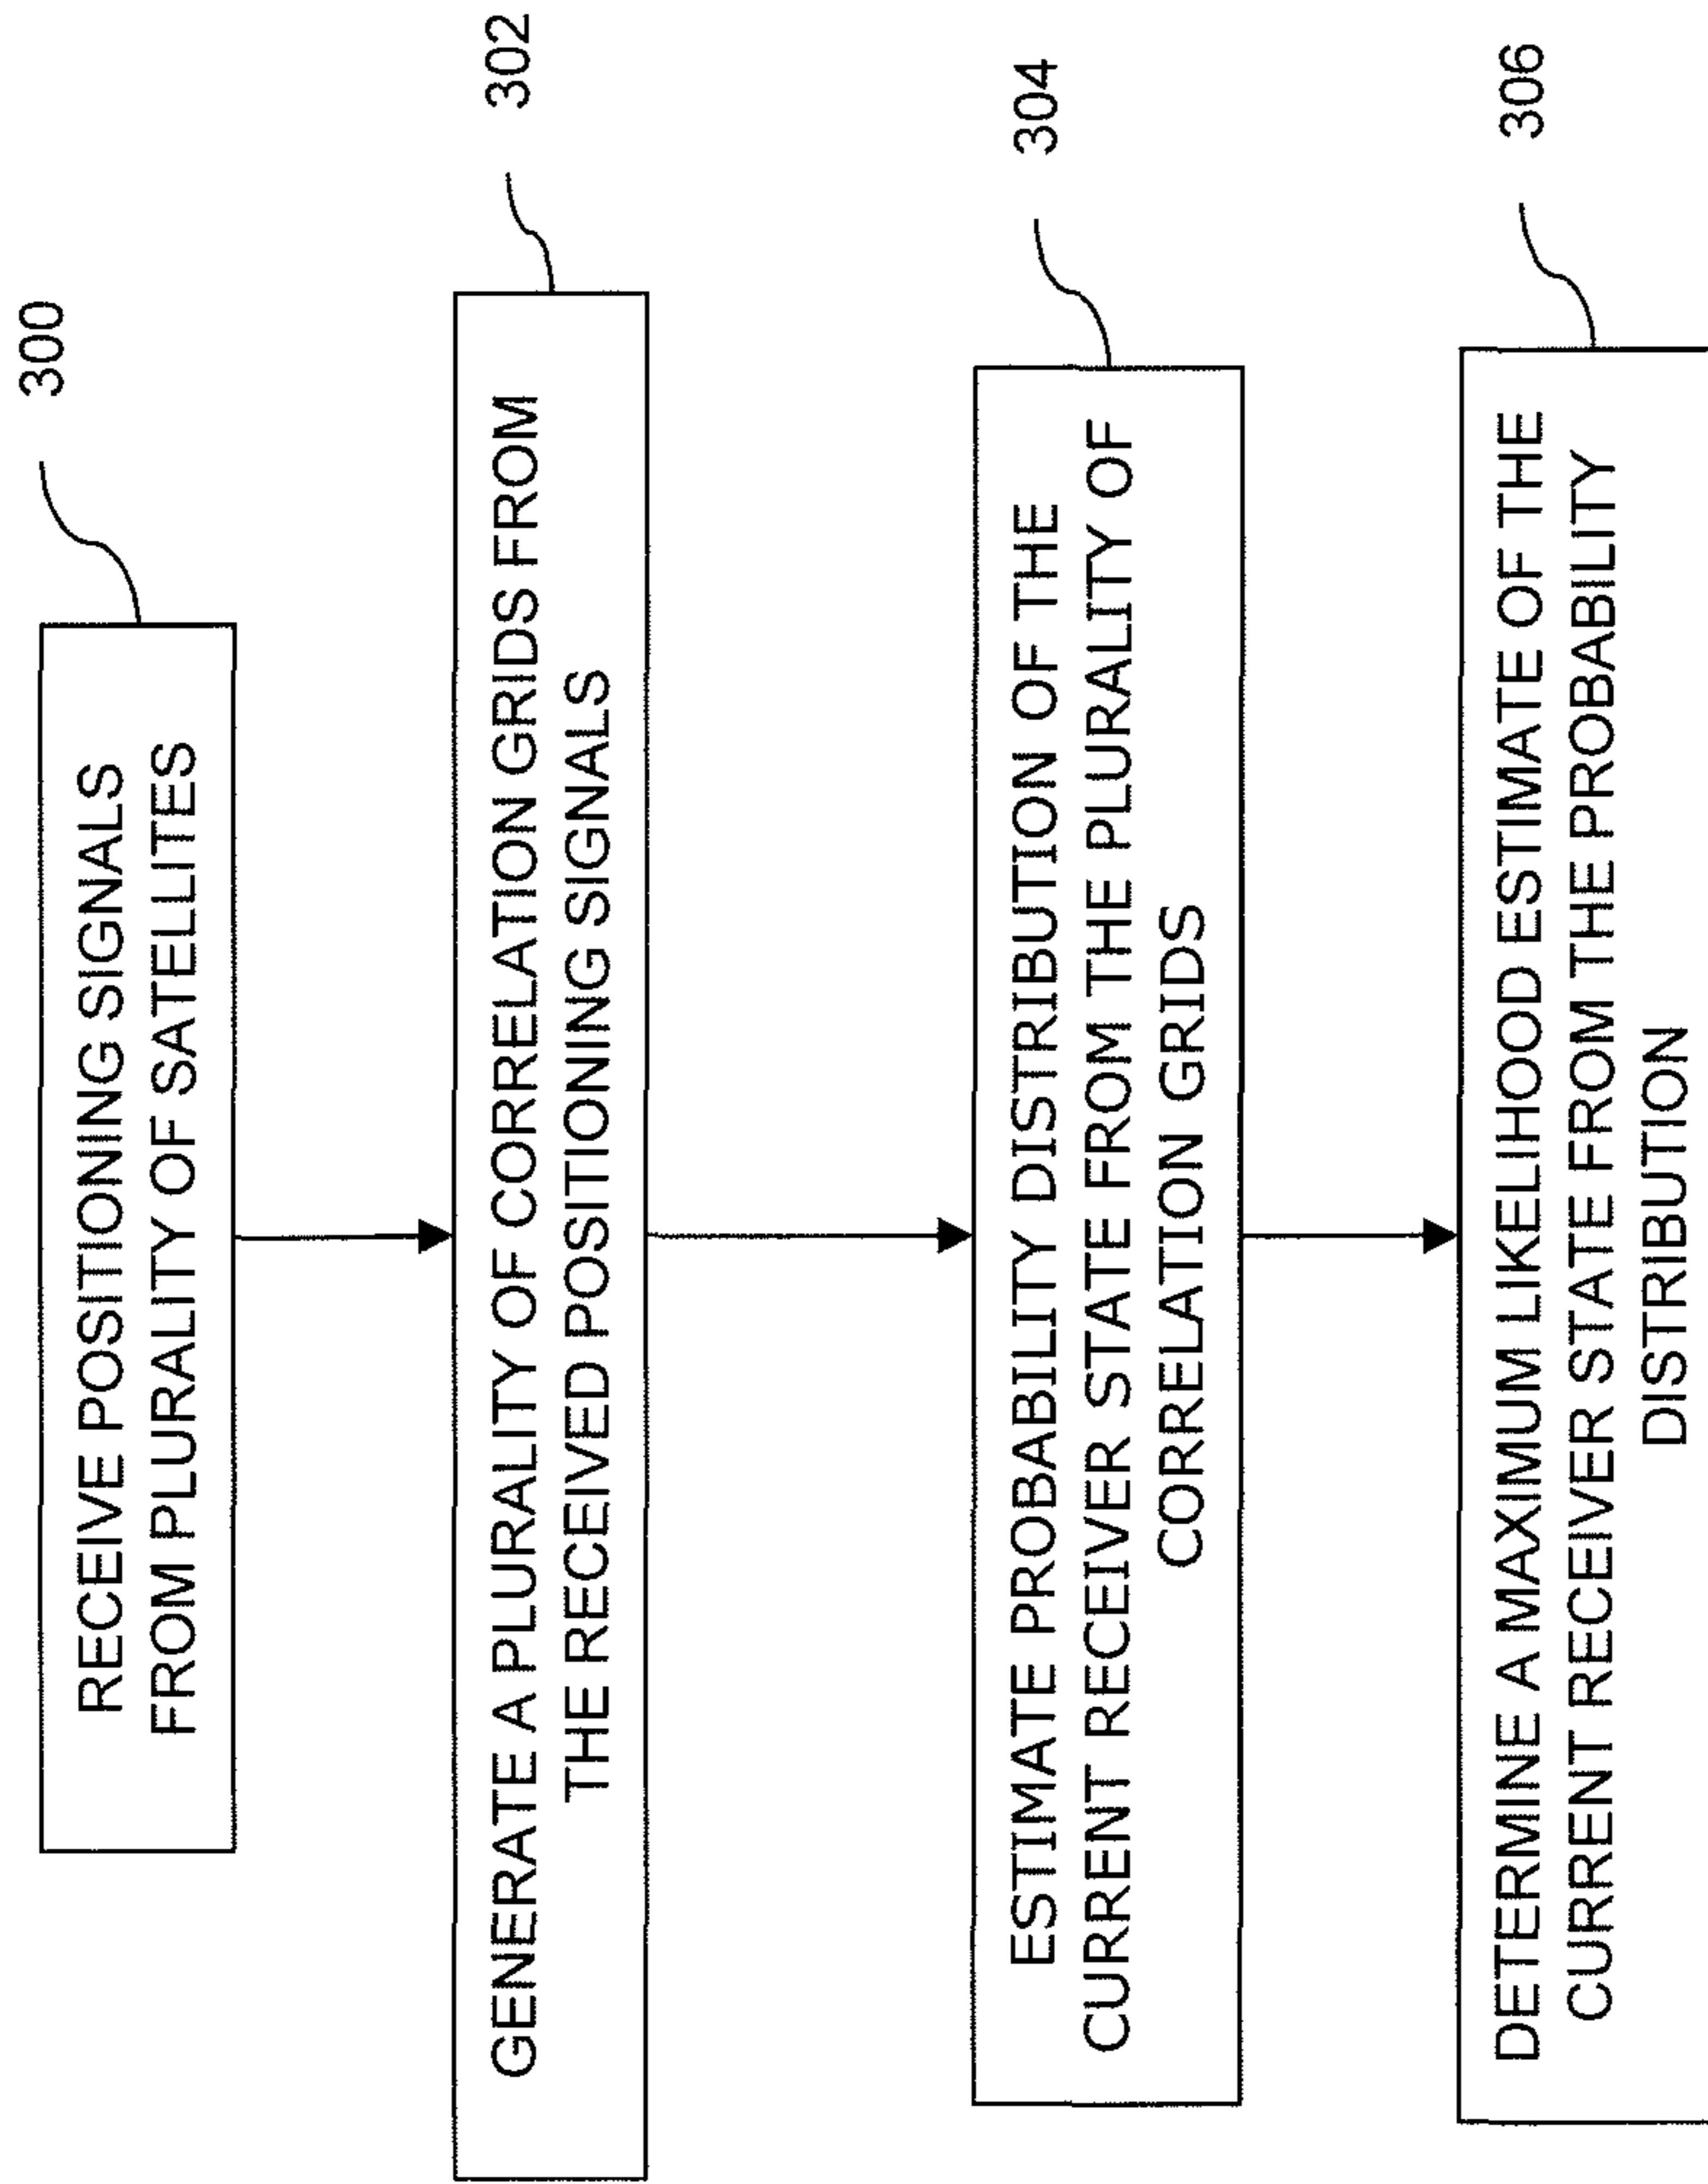 300
RECEIVE POSITIONING SIGNALS
FROM PLURALITY OF SATELLITES
302
GENERATE A PLURALITY OF CORRELATION GRIDS FROM
THE RECEIVED POSITIONING SIGNALS
304
ESTIMATE PROBABILITY DISTRIBUTION OF THE
CURRENT RECEIVER STATE FROM THE PLURALITY OF
CORRELATION GRIDS
306
DETERMINE A MAXIMUM LIKELIHOOD ESTIMATE OF THE
CURRENT RECEIVER STATE FROM THE PROBABILITY
DISTRIBUTION